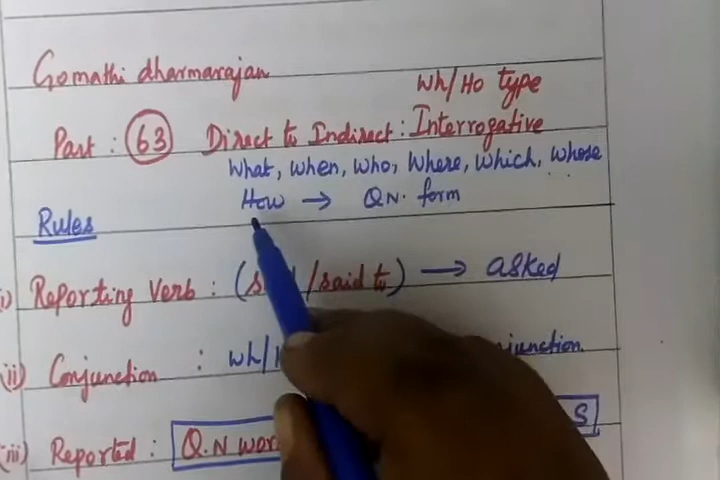 Gomathi dharmarajan
Wh/Ho type
Part : 63 Direct to Indirect : Interrogative
What, When, Who, Where, Which, Whose
How → QN. form
Rules
i) Reporting Verb : ( /said to) → asked
(ii) Conjunction :
(iii) Reported : Q.N S